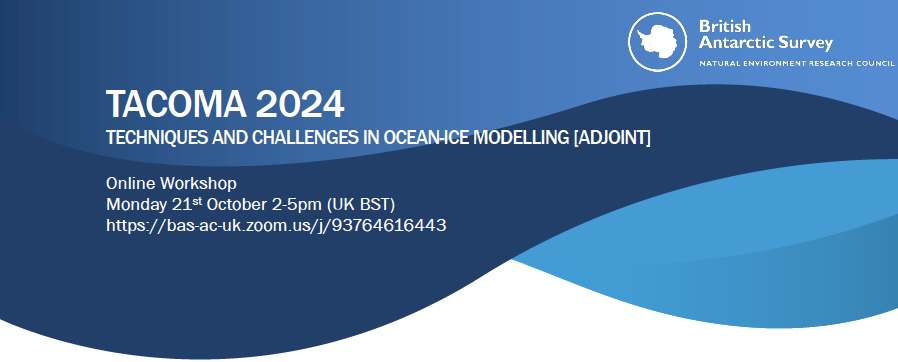 British
Antarctic Survey
NATURAL ENVIRONMENT RESEARCH COUNCIL
TACOMA 2024
TECHNIQUES AND CHALLENGES IN OCEAN-ICE MODELLING [ADJOINT]
Online Workshop
Monday 21st October 2-5pm (UK BST)
https://bas-ac-uk.zoom.us/j/93764616443